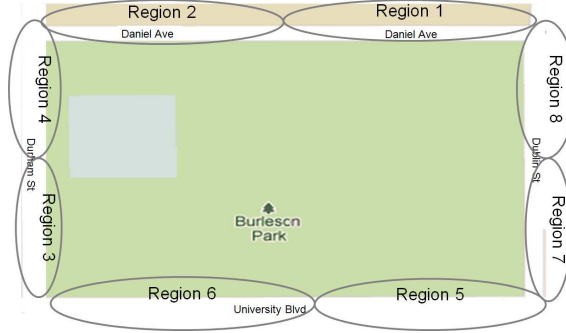 Region 2
Region 1
Daniel Ave
Daniel Ave
Region 4
Region 8
Durham St
Dublin St
Region 3
Region 7
Burleson
Park
Region 6
Region 5
University Blvd